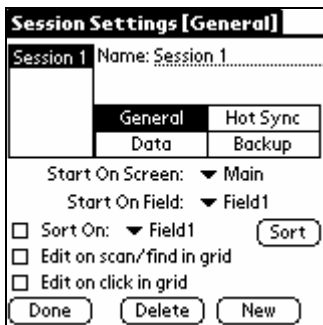 Session Settings [General]
Session 1 Name: Session 1
General Hot Sync
Data Backup
Start On Screen: Main
Start On Field: Field1
Sort On: Field1 Sort
Edit on scan/find in grid
Edit on click in grid
Done Delete New